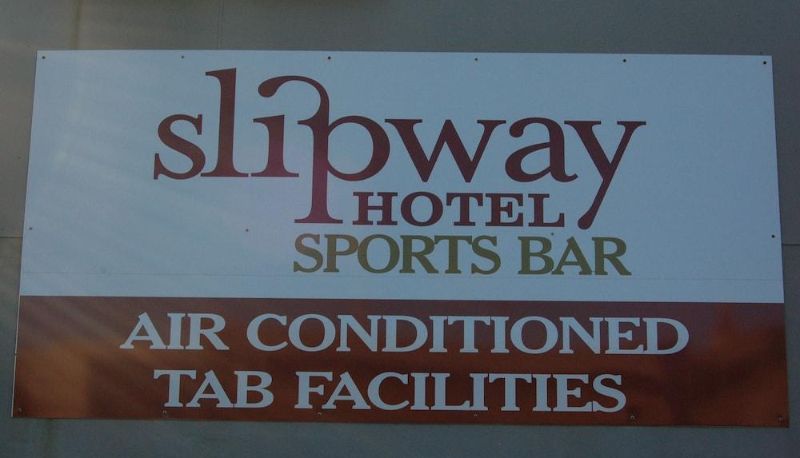 slipway
HOTEL
SPORTS BAR
AIR CONDITIONED
TAB FACILITIES